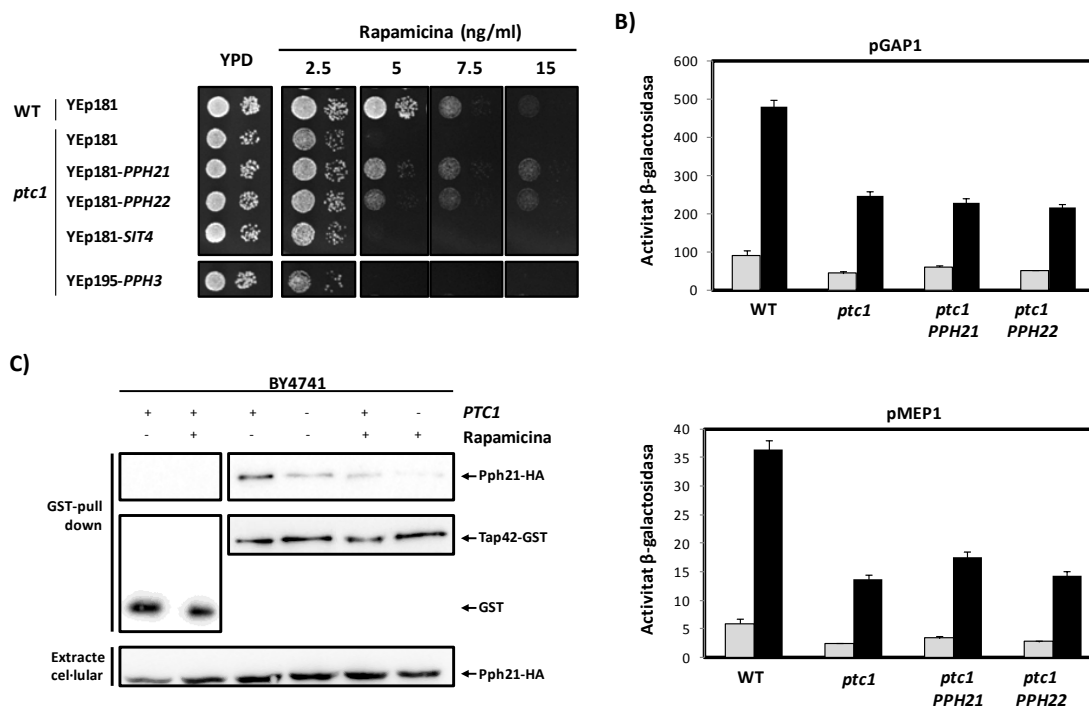 Rapamicina (ng/ml)
YPD 2.5 5 7.5 15
WT YEp181
ptc1
YEp181
YEp181-PPH21
YEp181-PPH22
YEp181-SIT4
YEp195-PPH3
B)
pGAP1
Activitat β-galactosidasa
600
500
400
300
200
100
0
WT ptc1 ptc1 ptc1
PPH21 PPH22
C)
BY4741
+ + + - + - PTC1
- + - - + + Rapamicina
GST-pull
down
Pph21-HA
Tap42-GST
GST
Extracte
cel·lular
Pph21-HA
pMEP1
Activitat β-galactosidasa
40
35
30
25
20
15
10
5
0
WT ptc1 ptc1 ptc1
PPH21 PPH22